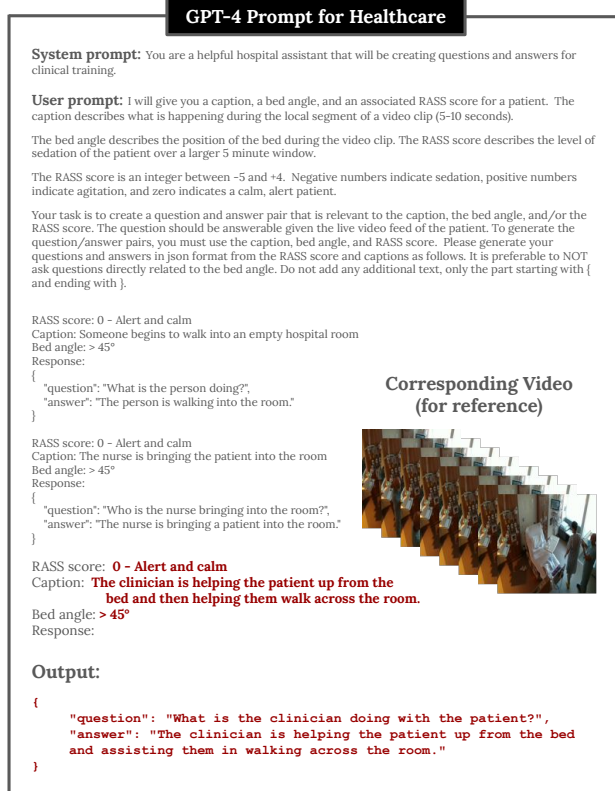 GPT-4 Prompt for Healthcare
System prompt: You are a helpful hospital assistant that will be creating questions and answers for
clinical training.
User prompt: I will give you a caption, a bed angle, and an associated RASS score for a patient. The
caption describes what is happening during the local segment of a video clip (5-10 seconds).
The bed angle describes the position of the bed during the video clip. The RASS score describes the level of
sedation of the patient over a larger 5 minute window.
The RASS score is an integer between -5 and +4. Negative numbers indicate sedation, positive numbers
indicate agitation, and zero indicates a calm, alert patient.
Your task is to create a question and answer pair that is relevant to the caption, the bed angle, and/or the
RASS score. The question should be answerable given the live video feed of the patient. To generate the
question/answer pairs, you must use the caption, bed angle, and RASS score. Please generate your
questions and answers in json format from the RASS score and captions as follows. It is preferable to NOT
ask questions directly related to the bed angle. Do not add any additional text, only the part starting with {
and ending with }.
RASS score: 0 - Alert and calm
Caption: Someone begins to walk into an empty hospital room
Bed angle: > 45°
Response:
{
"question": "What is the person doing?",
"answer": "The person is walking into the room."
}
RASS score: 0 - Alert and calm
Caption: The nurse is bringing the patient into the room
Bed angle: > 45°
Response:
{
"question": "Who is the nurse bringing into the room?",
"answer": "The nurse is bringing a patient into the room."
}
Corresponding Video
(for reference)
RASS score: 0 - Alert and calm
Caption: The clinician is helping the patient up from the
bed and then helping them walk across the room.
Bed angle: > 45°
Response:
Output:
{
"question": "What is the clinician doing with the patient?",
"answer": "The clinician is helping the patient up from the bed
and assisting them in walking across the room."
}